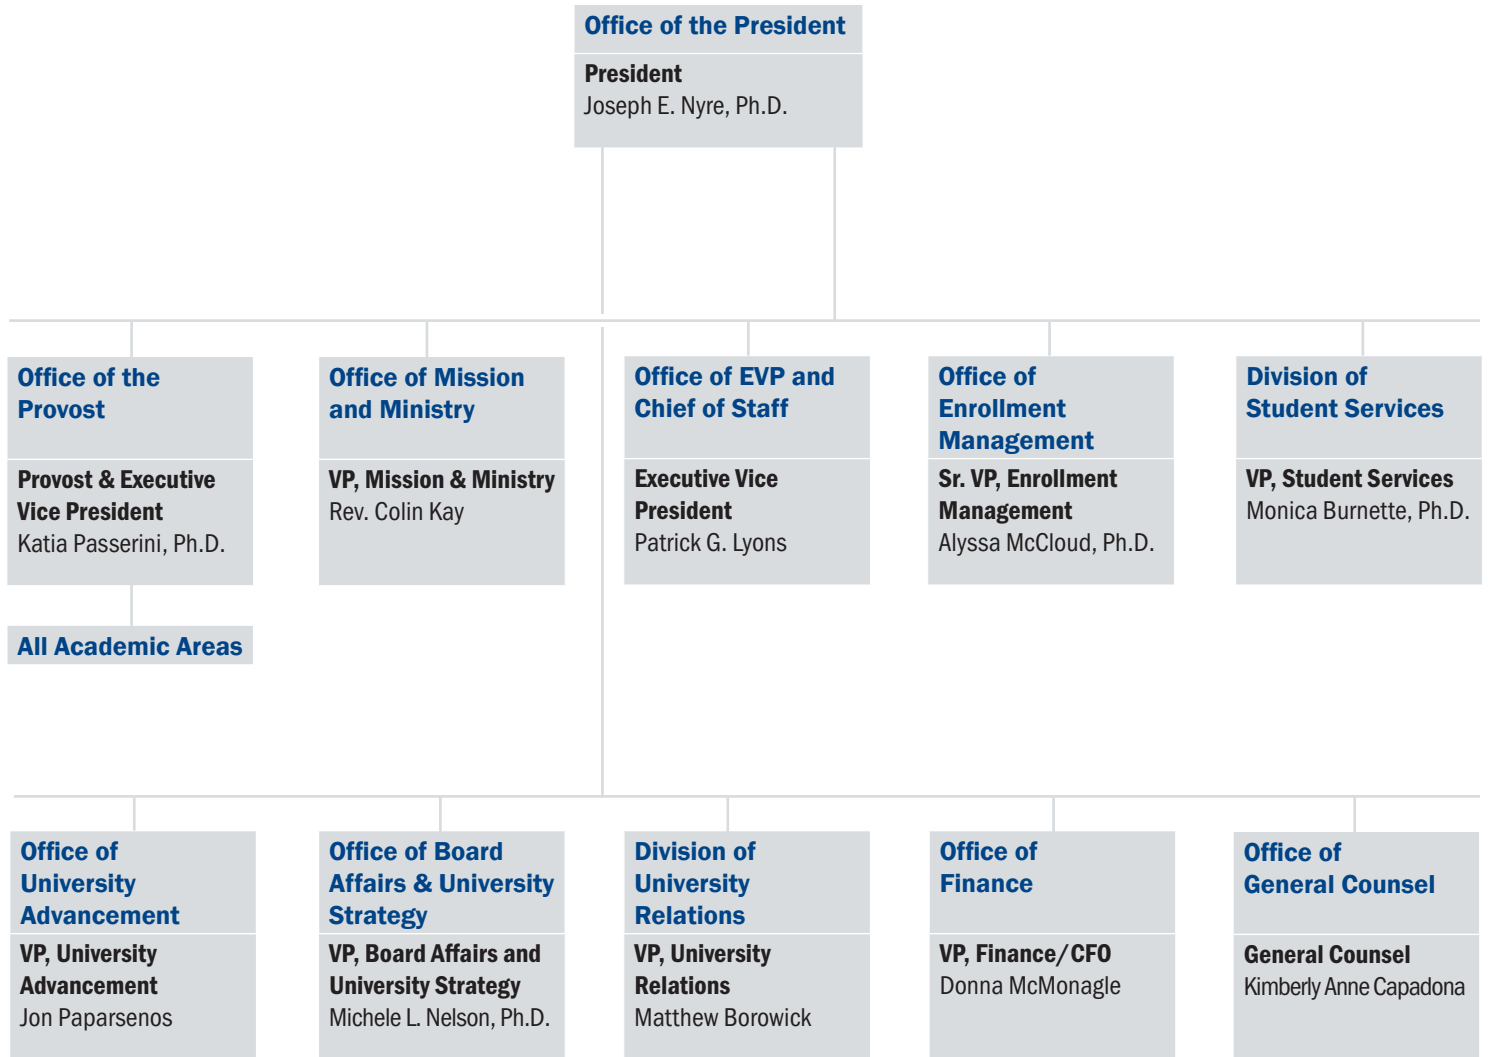 Office of the President
President
Joseph E. Nyre, Ph.D.
Office of the
Provost
Provost & Executive
Vice President
Katia Passerini, Ph.D.
All Academic Areas
Office of Mission
and Ministry
VP, Mission & Ministry
Rev. Colin Kay
Office of EVP and
Chief of Staff
Executive Vice
President
Patrick G. Lyons
Office of
Enrollment
Management
Sr. VP, Enrollment
Management
Alyssa McCloud, Ph.D.
Division of
Student Services
VP, Student Services
Monica Burnette, Ph.D.
Office of
University
Advancement
VP, University
Advancement
Jon Paparsenos
Office of Board
Affairs & University
Strategy
VP, Board Affairs and
University Strategy
Michele L. Nelson, Ph.D.
Division of
University
Relations
VP, University
Relations
Matthew Borowick
Office of
Finance
VP, Finance/CFO
Donna McMonagle
Office of
General Counsel
General Counsel
Kimberly Anne Capadona